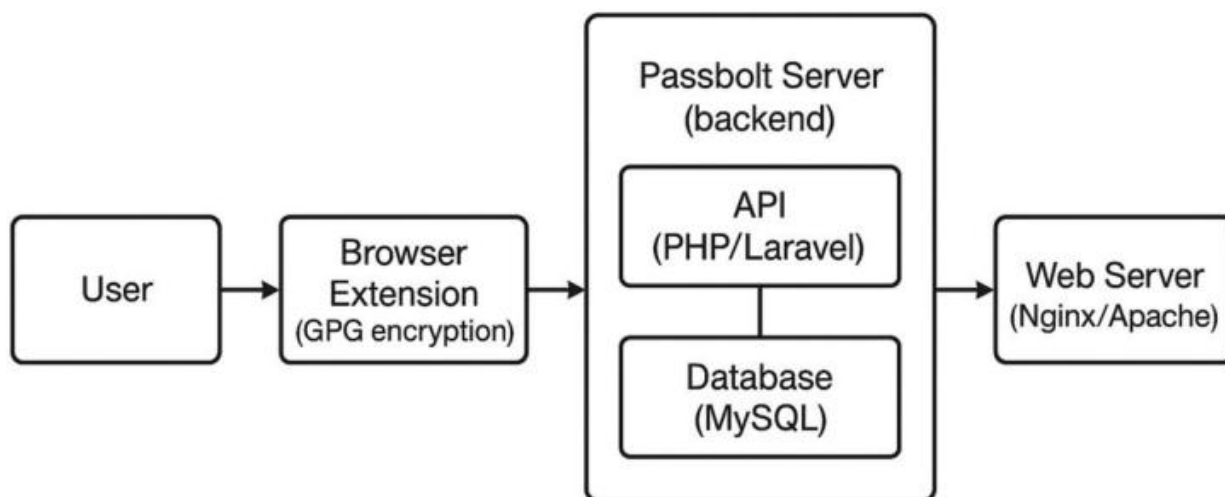 User
Browser
Extension
(GPG encryption)
Passbolt Server
(backend)
API
(PHP/Laravel)
Database
(MySQL)
Web Server
(Nginx/Apache)